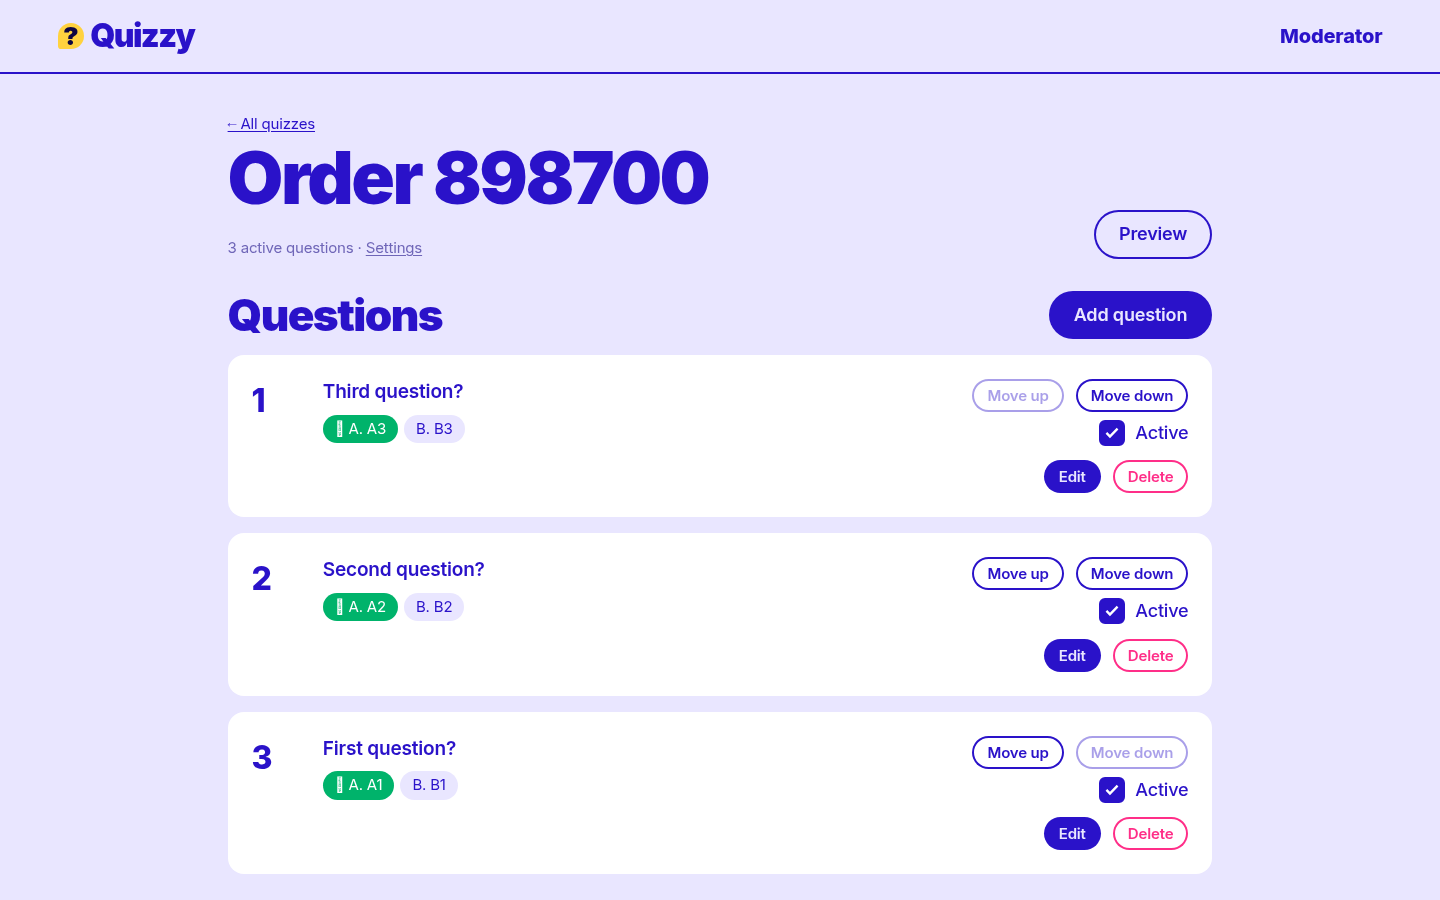 ? Quizzy
Moderator
← All quizzes
Order 898700
3 active questions · Settings
Preview
Questions
Add question
1
Third question?
A. A3
B. B3
Move up
Move down
Active
Edit
Delete
2
Second question?
A. A2
B. B2
Move up
Move down
Active
Edit
Delete
3
First question?
A. A1
B. B1
Move up
Move down
Active
Edit
Delete